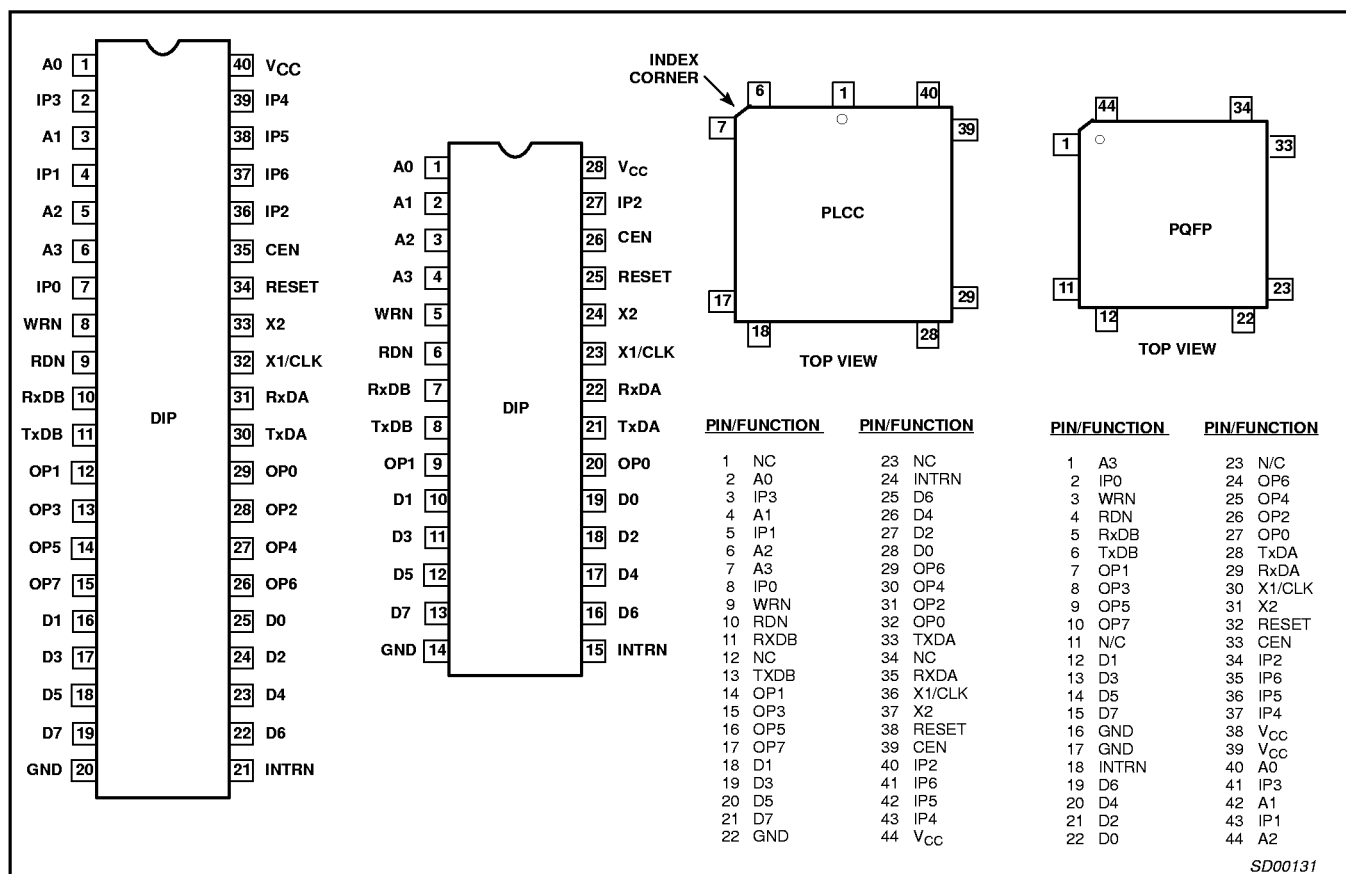 A0 1 40 VCC
IP3 2 39 IP4
A1 3 38 IP5
IP1 4 37 IP6
A2 5 36 IP2
A3 6 35 CEN
IP0 7 34 RESET
WRN 8 33 X2
RDN 9 32 X1/CLK
RxDB 10 31 RxDA
DIP
TxDB 11 30 TxDA
OP1 12 29 OP0
OP3 13 28 OP2
OP5 14 27 OP4
OP7 15 26 OP6
D1 16 25 D0
D3 17 24 D2
D5 18 23 D4
D7 19 22 D6
GND 20 21 INTRN
A0 1 28 VCC
A1 2 27 IP2
A2 3 26 CEN
A3 4 25 RESET
WRN 5 24 X2
RDN 6 23 X1/CLK
RxDB 7 22 RxDA
DIP
TxDB 8 21 TxDA
OP1 9 20 OP0
D1 10 19 D0
D3 11 18 D2
D5 12 17 D4
D7 13 16 D6
GND 14 15 INTRN
INDEX
CORNER
6 1 40
7 39
PLCC
17 29
18 28
TOP VIEW
44 34
1 33
PQFP
11 23
12 22
TOP VIEW
PIN/FUNCTION PIN/FUNCTION
1 NC 23 NC
2 A0 24 INTRN
3 IP3 25 D6
4 A1 26 D4
5 IP1 27 D2
6 A2 28 D0
7 A3 29 OP6
8 IP0 30 OP4
9 WRN 31 OP2
10 RDN 32 OP0
11 RXDB 33 TXDA
12 NC 34 NC
13 TXDB 35 RXDA
14 OP1 36 X1/CLK
15 OP3 37 X2
16 OP5 38 RESET
17 OP7 39 CEN
18 D1 40 IP2
19 D3 41 IP6
20 D5 42 IP5
21 D7 43 IP4
22 GND 44 VCC
PIN/FUNCTION PIN/FUNCTION
1 A3 23 N/C
2 IP0 24 OP6
3 WRN 25 OP4
4 RDN 26 OP2
5 RxDB 27 OP0
6 TxDB 28 TxDA
7 OP1 29 RxDA
8 OP3 30 X1/CLK
9 OP5 31 X2
10 OP7 32 RESET
11 N/C 33 CEN
12 D1 34 IP2
13 D3 35 IP6
14 D5 36 IP5
15 D7 37 IP4
16 GND 38 VCC
17 GND 39 VCC
18 INTRN 40 A0
19 D6 41 IP3
20 D4 42 A1
21 D2 43 IP1
22 D0 44 A2
SD00131